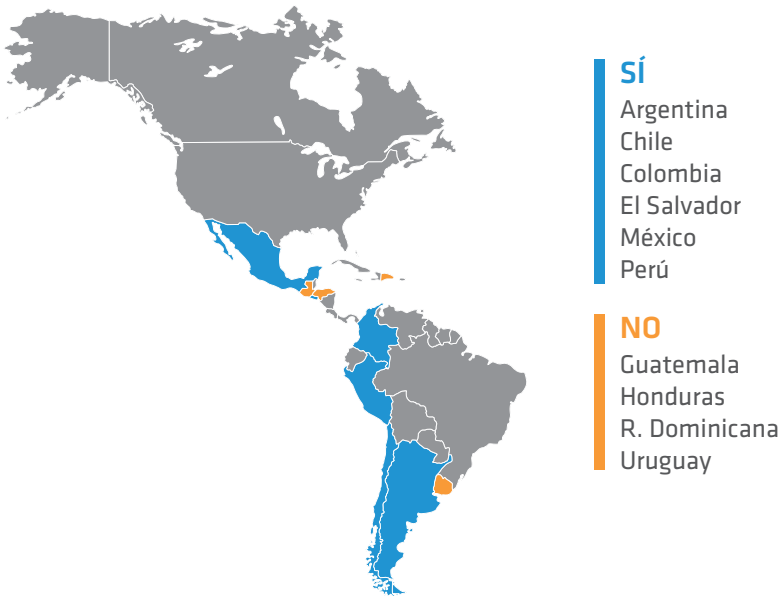 SÍ
Argentina
Chile
Colombia
El Salvador
México
Perú
NO
Guatemala
Honduras
R. Dominicana
Uruguay